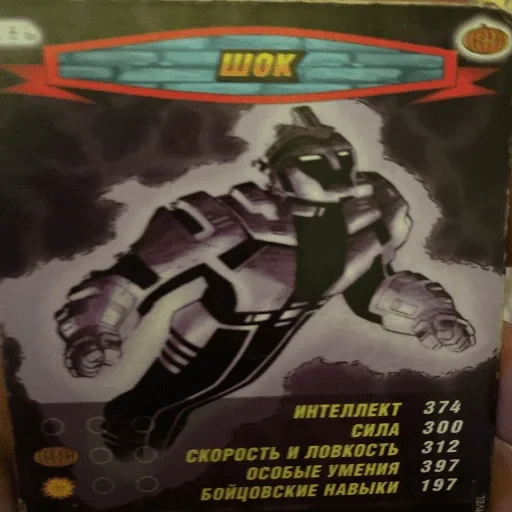 ШОК
ИНТЕЛЛЕКТ 374
СИЛА 300
СКОРОСТЬ И ЛОВКОСТЬ 312
ОСОБЫЕ УМЕНИЯ 397
БОЙЦОВСКИЕ НАВЫКИ 197